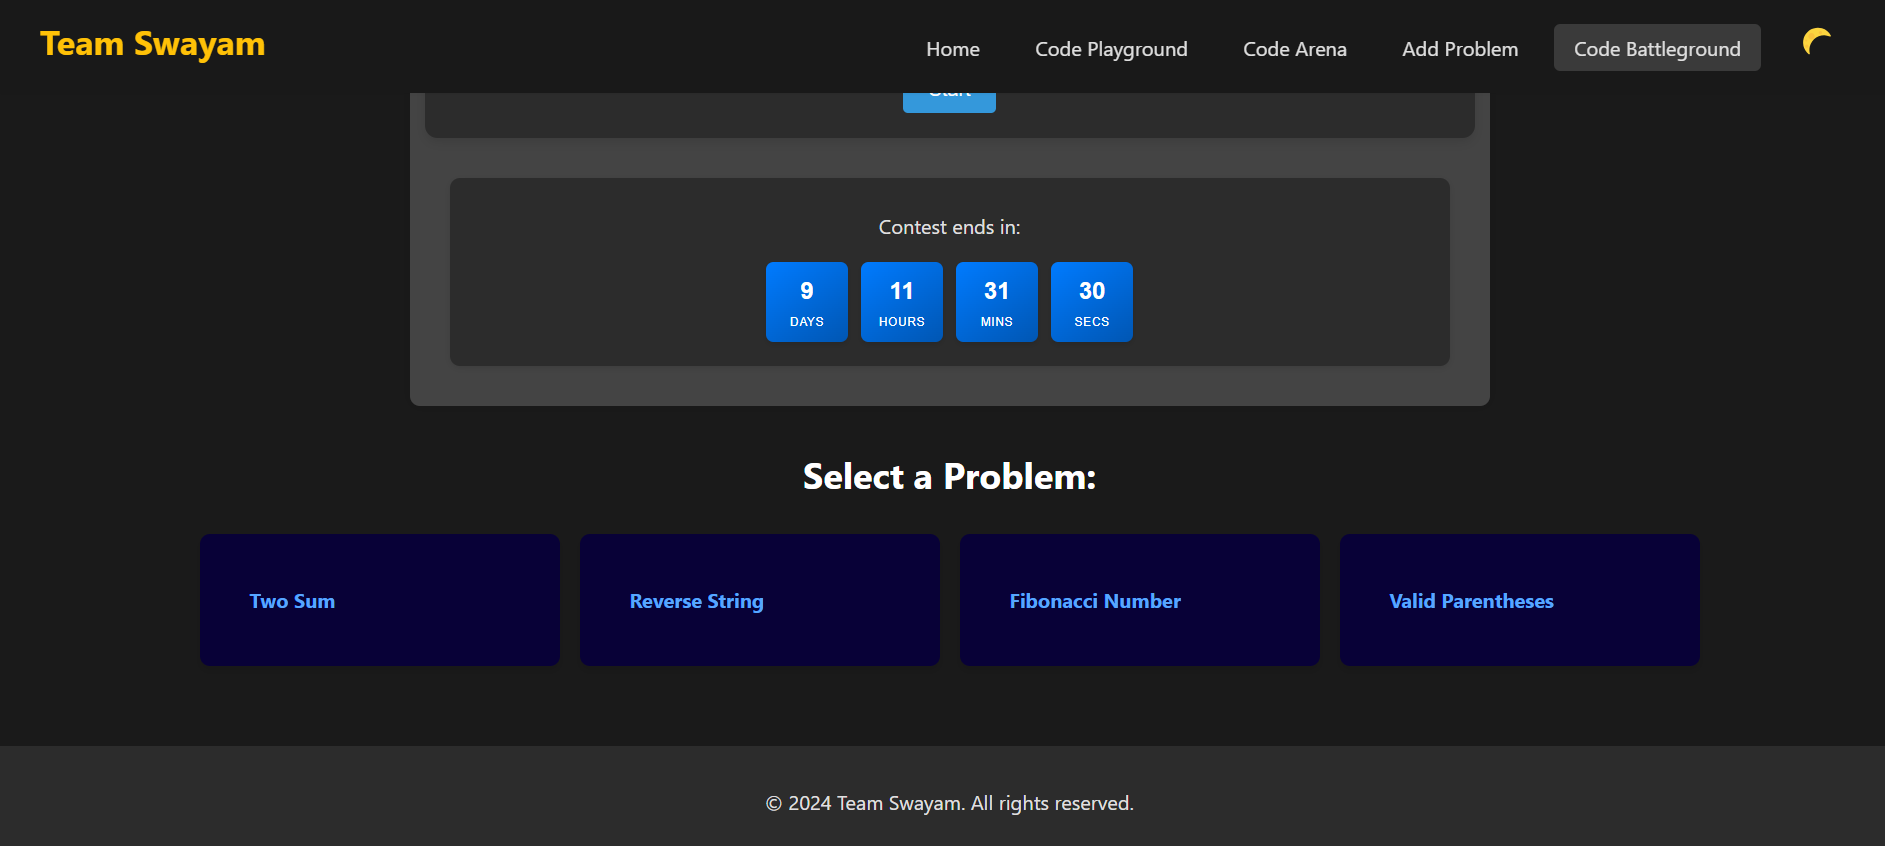 Team Swayam
Home Code Playground Code Arena Add Problem Code Battleground
Start
Contest ends in:
9 11 31 30
DAYS HOURS MINS SECS
Select a Problem:
Two Sum Reverse String Fibonacci Number Valid Parentheses
© 2024 Team Swayam. All rights reserved.